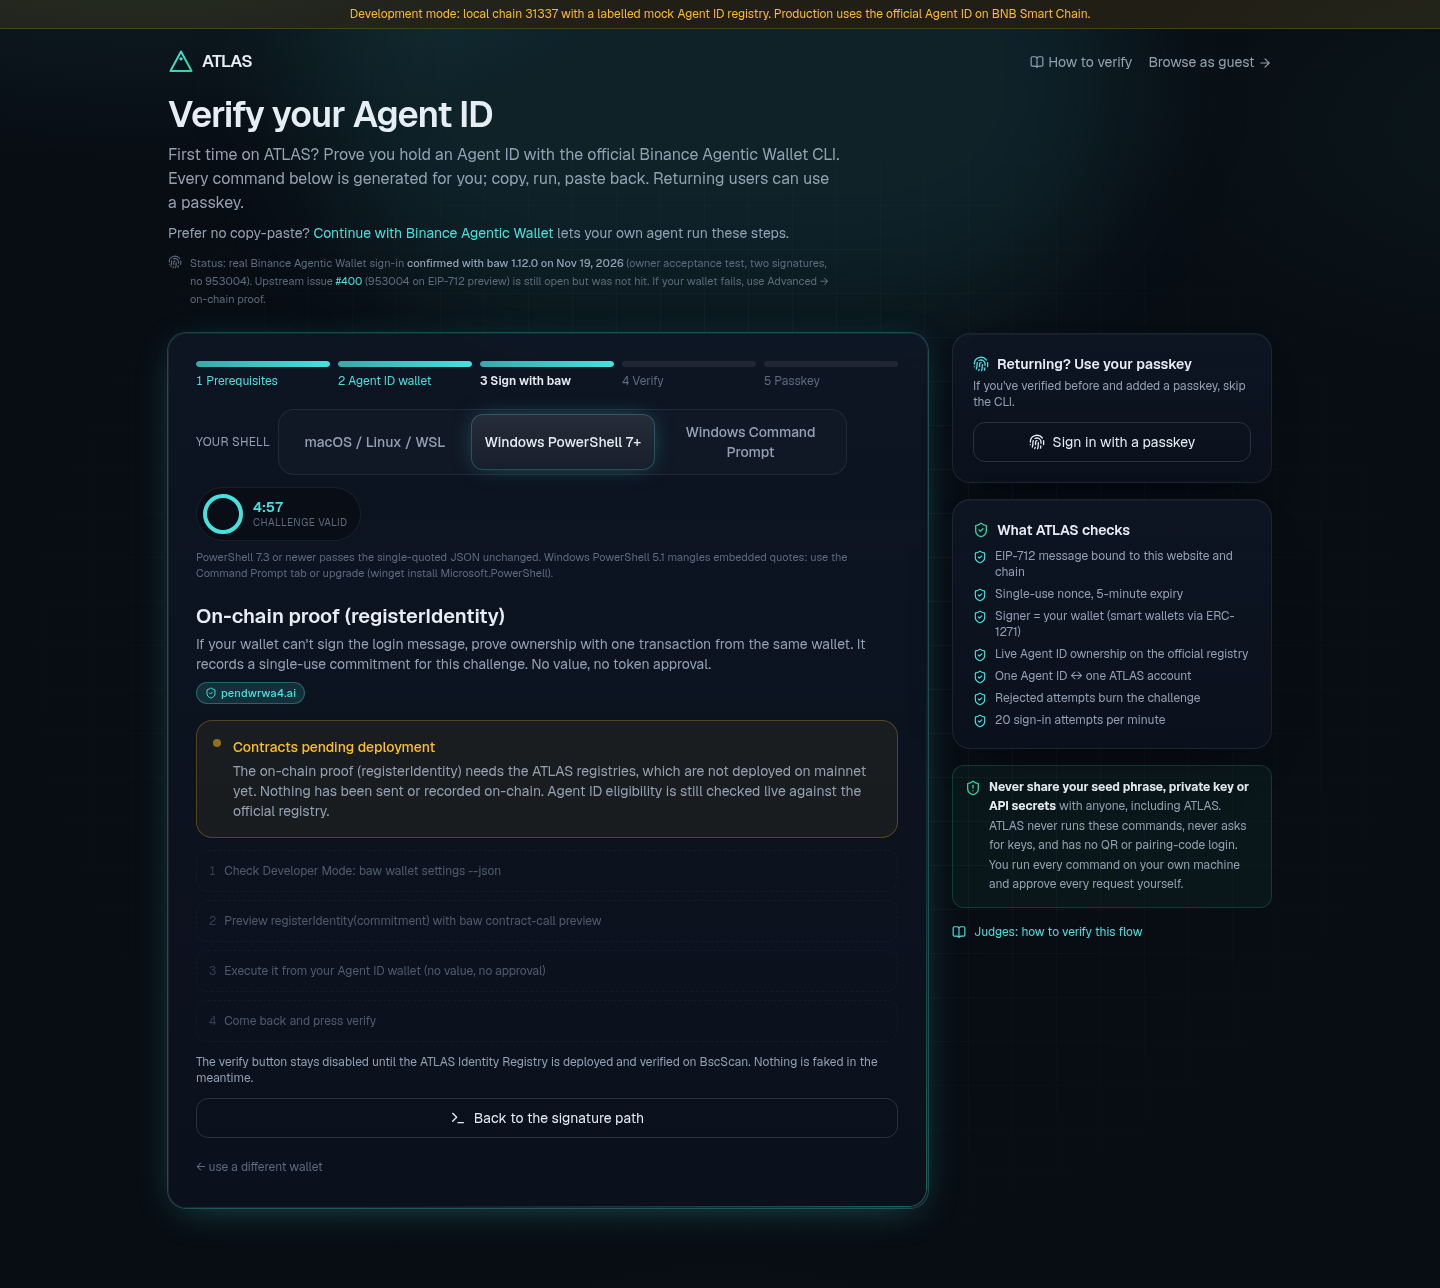 Development mode: local chain 31337 with a labelled mock Agent ID registry. Production uses the official Agent ID on BNB Smart Chain.
ATLAS
How to verify
Browse as guest →
Verify your Agent ID
First time on ATLAS? Prove you hold an Agent ID with the official Binance Agentic Wallet CLI.
Every command below is generated for you; copy, run, paste back. Returning users can use
a passkey.
Prefer no copy-paste? Continue with Binance Agentic Wallet lets your own agent run these steps.
Status: real Binance Agentic Wallet sign-in confirmed with baw 1.12.0 on Nov 19, 2026 (owner acceptance test, two signatures,
no 953004). Upstream issue #400 (953004 on EIP-712 preview) is still open but was not hit. If your wallet fails, use Advanced →
on-chain proof.
1 Prerequisites
2 Agent ID wallet
3 Sign with baw
4 Verify
5 Passkey
YOUR SHELL
macOS / Linux / WSL
Windows PowerShell 7+
Windows Command
Prompt
4:57
CHALLENGE VALID
PowerShell 7.3 or newer passes the single-quoted JSON unchanged. Windows PowerShell 5.1 mangles embedded quotes: use the
Command Prompt tab or upgrade (winget install Microsoft.PowerShell).
On-chain proof (registerIdentity)
If your wallet can't sign the login message, prove ownership with one transaction from the same wallet. It
records a single-use commitment for this challenge. No value, no token approval.
pendwrwa4.ai
Contracts pending deployment
The on-chain proof (registerIdentity) needs the ATLAS registries, which are not deployed on mainnet
yet. Nothing has been sent or recorded on-chain. Agent ID eligibility is still checked live against the
official registry.
1 Check Developer Mode: baw wallet settings --json
2 Preview registerIdentity(commitment) with baw contract-call preview
3 Execute it from your Agent ID wallet (no value, no approval)
4 Come back and press verify
The verify button stays disabled until the ATLAS Identity Registry is deployed and verified on BscScan. Nothing is faked in the
meantime.
Back to the signature path
← use a different wallet
Returning? Use your passkey
If you've verified before and added a passkey, skip
the CLI.
Sign in with a passkey
What ATLAS checks
EIP-712 message bound to this website and
chain
Single-use nonce, 5-minute expiry
Signer = your wallet (smart wallets via ERC-
1271)
Live Agent ID ownership on the official registry
One Agent ID ↔ one ATLAS account
Rejected attempts burn the challenge
20 sign-in attempts per minute
Never share your seed phrase, private key or
API secrets with anyone, including ATLAS.
ATLAS never runs these commands, never asks
for keys, and has no QR or pairing-code login.
You run every command on your own machine
and approve every request yourself.
Judges: how to verify this flow